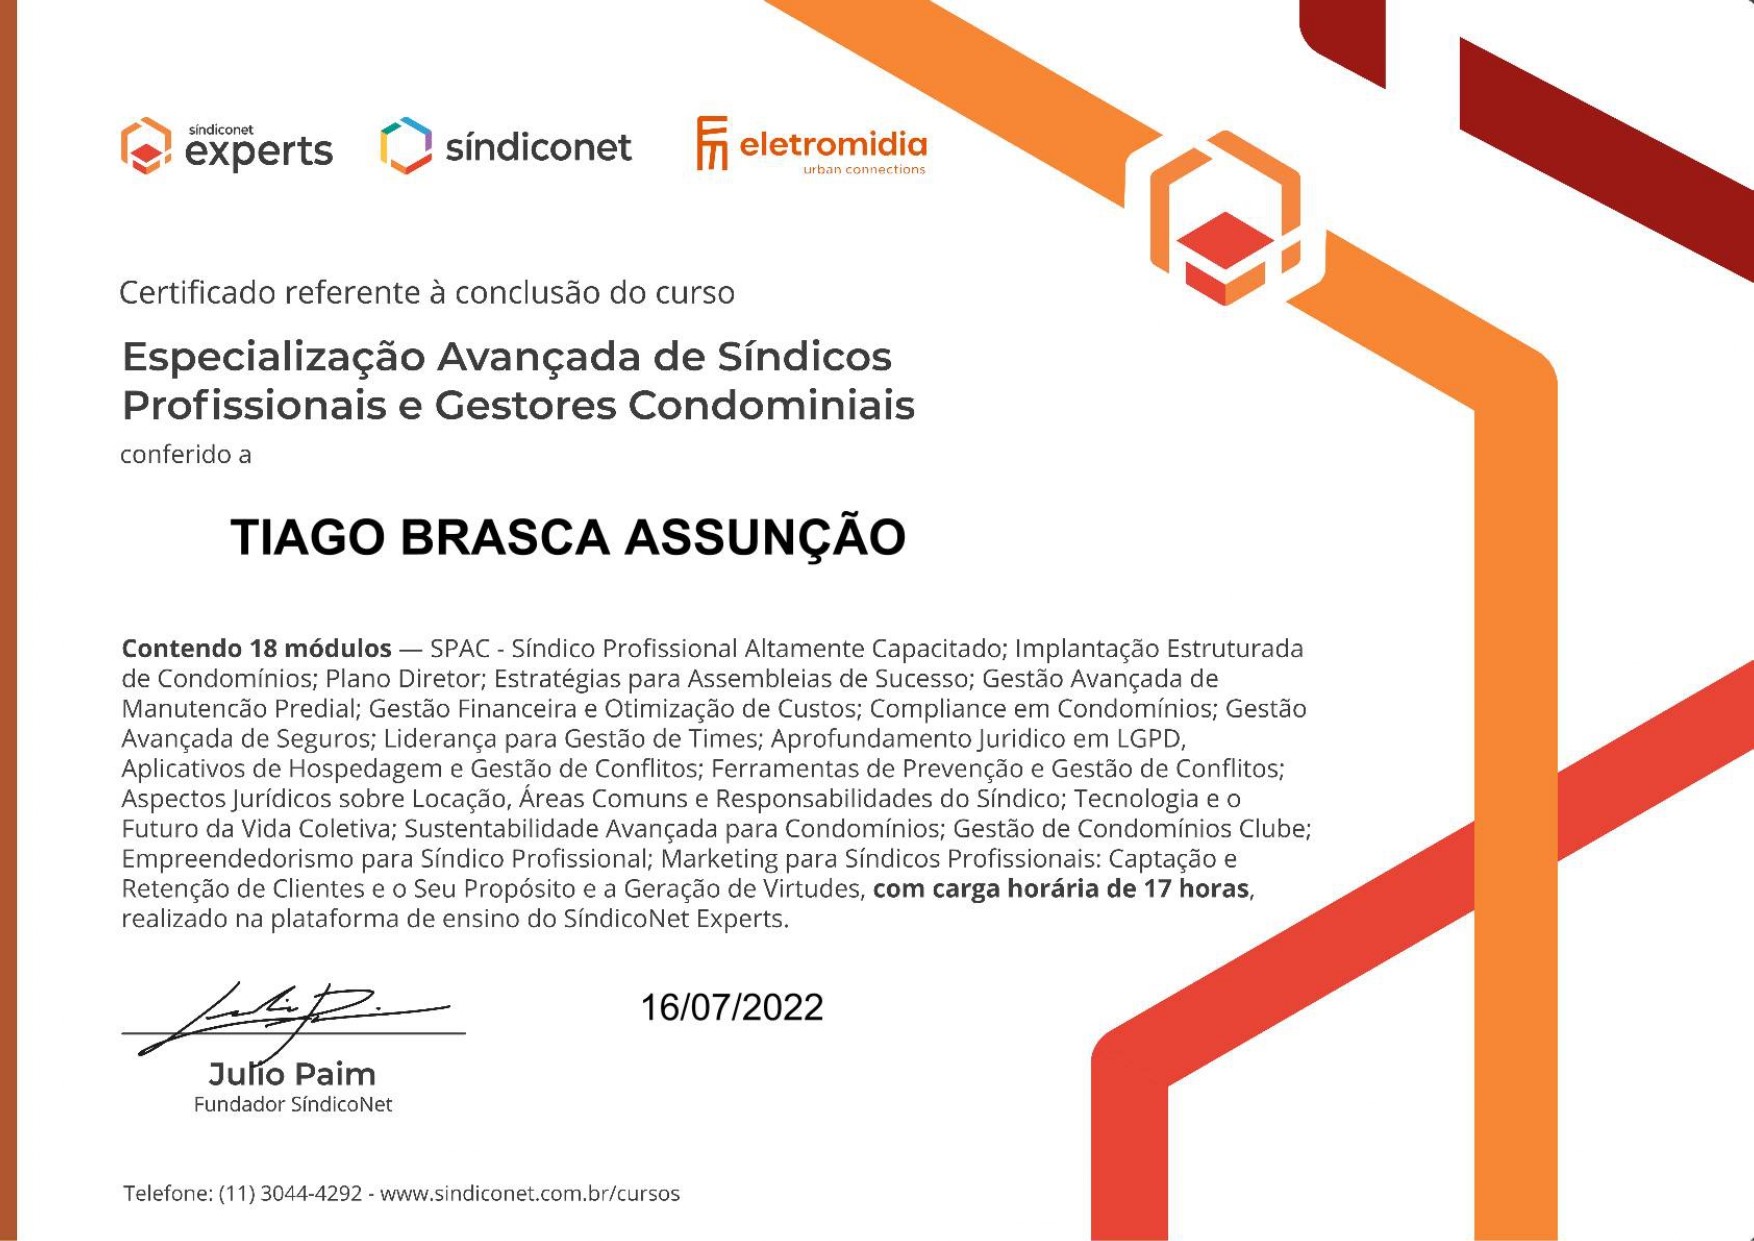 síndiconet
experts
síndiconet
eletromidia
urban connections
Certificado referente à conclusão do curso
Especialização Avançada de Síndicos
Profissionais e Gestores Condominiais
conferido a
TIAGO BRASCA ASSUNÇÃO
Contendo 18 módulos — SPAC - Síndico Profissional Altamente Capacitado; Implantação Estruturada
de Condomínios; Plano Diretor; Estratégias para Assembleias de Sucesso; Gestão Avançada de
Manutencão Predial; Gestão Financeira e Otimização de Custos; Compliance em Condomínios; Gestão
Avançada de Seguros; Liderança para Gestão de Times; Aprofundamento Juridico em LGPD,
Aplicativos de Hospedagem e Gestão de Conflitos; Ferramentas de Prevenção e Gestão de Conflitos;
Aspectos Jurídicos sobre Locação, Áreas Comuns e Responsabilidades do Síndico; Tecnologia e o
Futuro da Vida Coletiva; Sustentabilidade Avançada para Condomínios; Gestão de Condomínios Clube;
Empreendedorismo para Síndico Profissional; Marketing para Síndicos Profissionais: Captação e
Retenção de Clientes e o Seu Propósito e a Geração de Virtudes, com carga horária de 17 horas,
realizado na plataforma de ensino do SíndicoNet Experts.
16/07/2022
Julio Paim
Fundador SíndicoNet
Telefone: (11) 3044-4292 - www.sindiconet.com.br/cursos